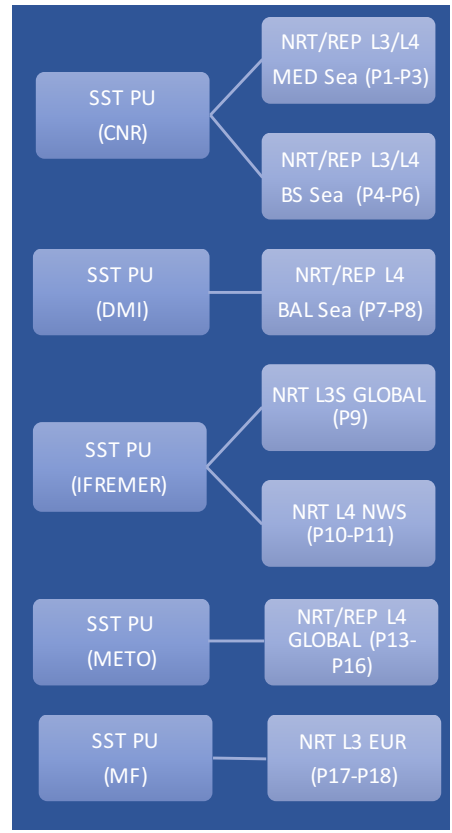 SST PU
(CNR)
NRT/REP L3/L4
MED Sea (P1-P3)
NRT/REP L3/L4
BS Sea (P4-P6)
SST PU
(DMI)
NRT/REP L4
BAL Sea (P7-P8)
SST PU
(IFREMER)
NRT L3S GLOBAL
(P9)
NRT L4 NWS
(P10-P11)
SST PU
(METO)
NRT/REP L4
GLOBAL (P13-
P16)
SST PU
(MF)
NRT L3 EUR
(P17-P18)